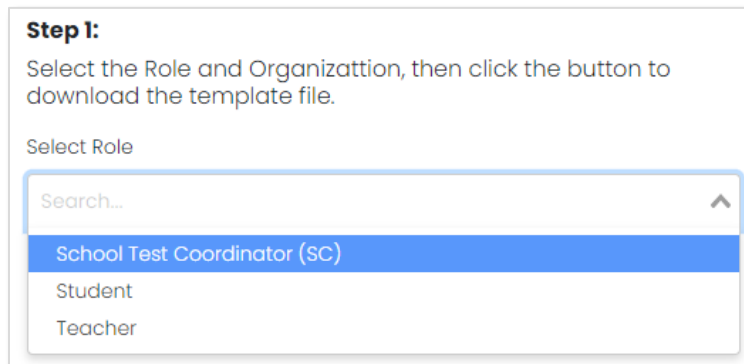 Step 1:
Select the Role and Organizattion, then click the button to
download the template file.
Select Role
Search...
School Test Coordinator (SC)
Student
Teacher